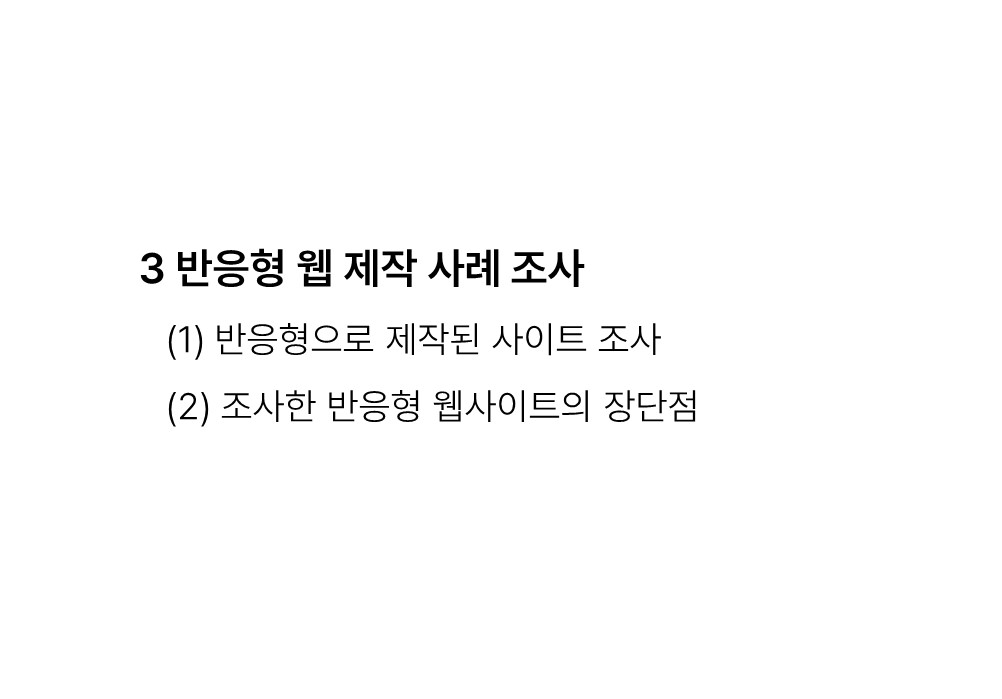 3 반응형 웹 제작 사례 조사
(1) 반응형으로 제작된 사이트 조사
(2) 조사한 반응형 웹사이트의 장단점